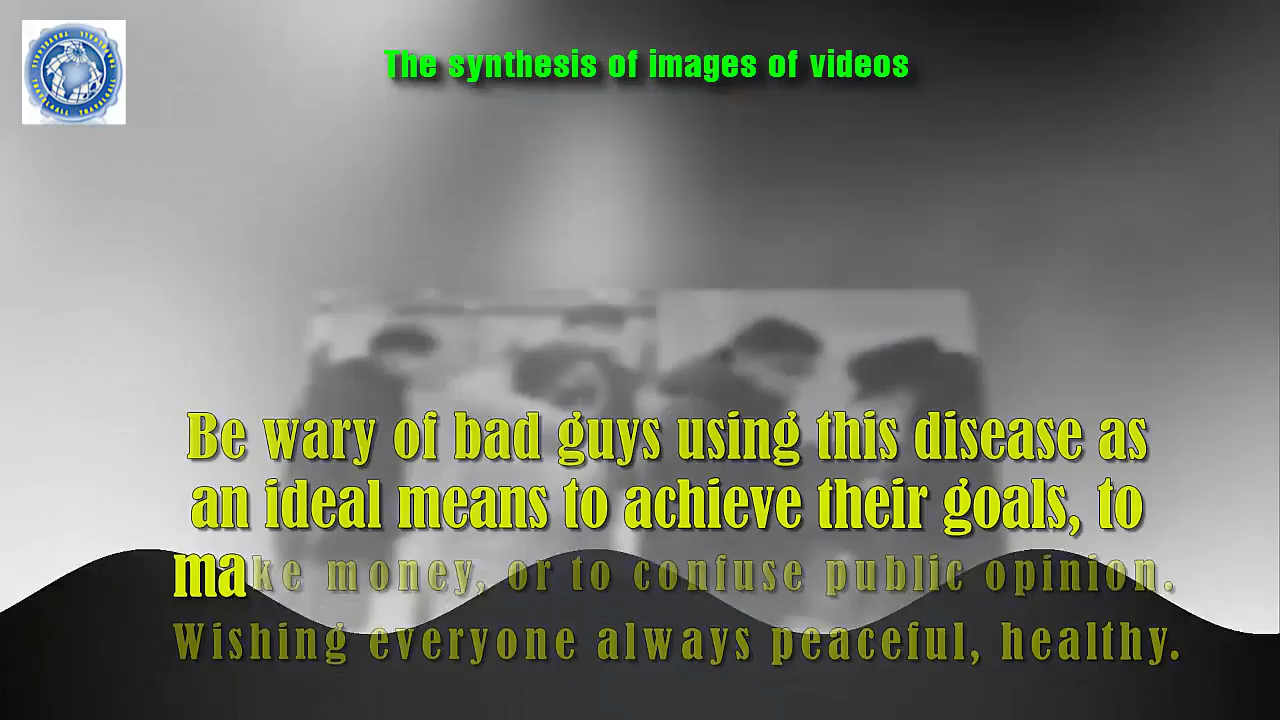 The synthesis of images of videos
Be wary of bad guys using this disease as
an ideal means to achieve their goals, to
make money, or to confuse public opinion.
Wishing everyone always peaceful, healthy.